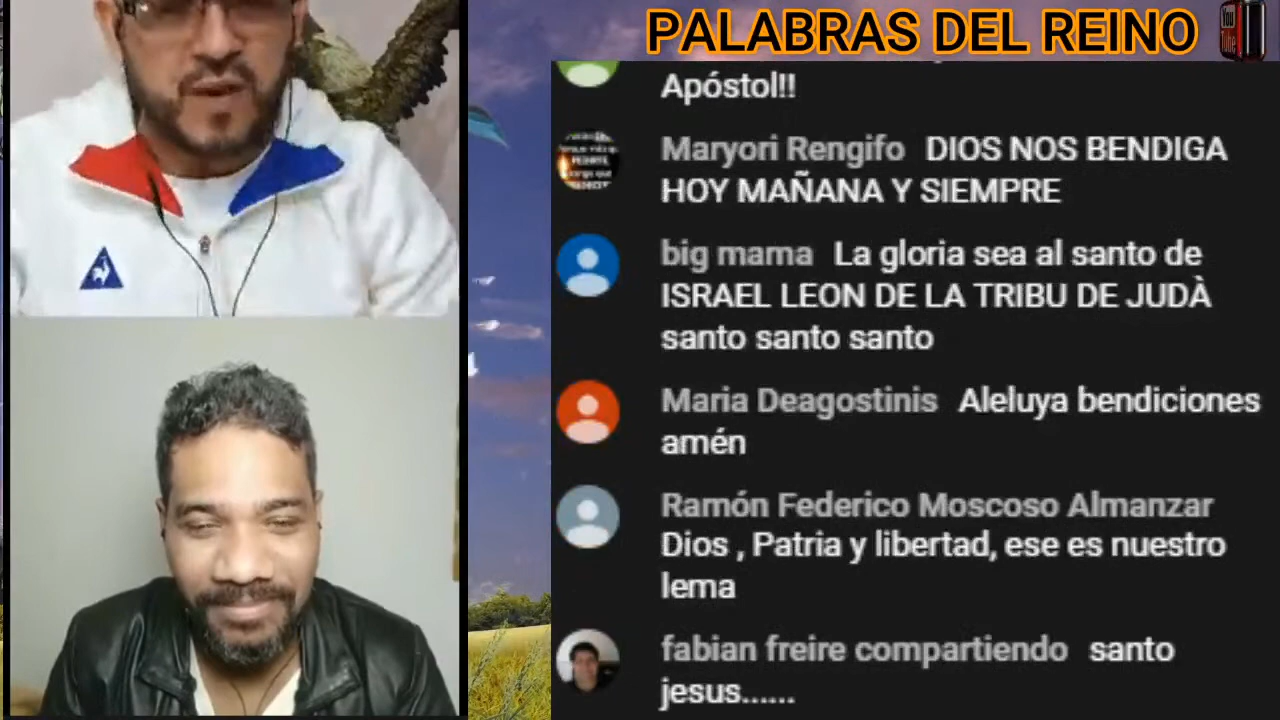 PALABRAS DEL REINO
You
Tube
Apóstol!!
Maryori Rengifo DIOS NOS BENDIGA
HOY MAÑANA Y SIEMPRE
big mama La gloria sea al santo de
ISRAEL LEON DE LA TRIBU DE JUDÀ
santo santo santo
Maria Deagostinis Aleluya bendiciones
amén
Ramón Federico Moscoso Almanzar
Dios , Patria y libertad, ese es nuestro
lema
fabian freire compartiendo santo
jesus......